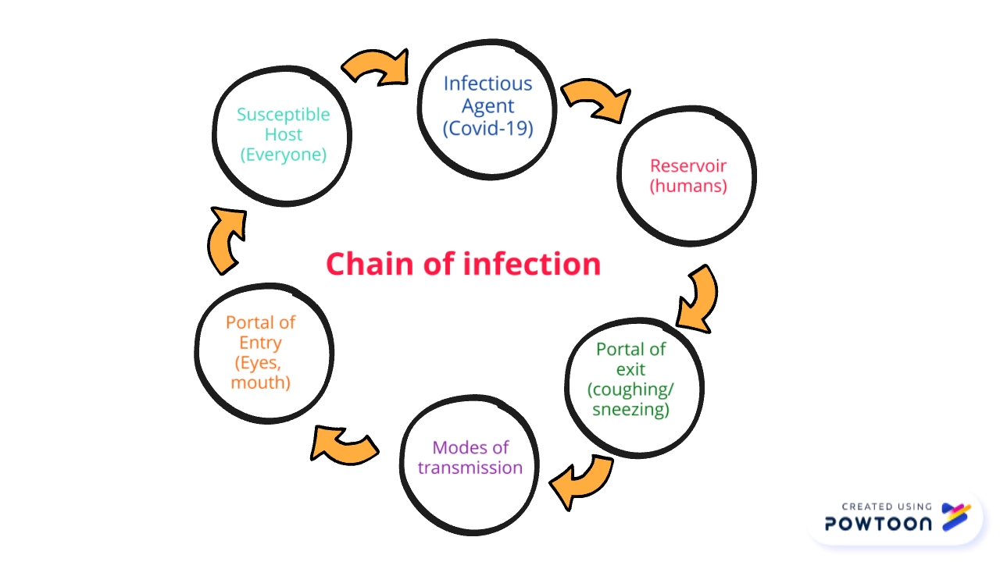 Infectious
Agent
(Covid-19)
Susceptible
Host
(Everyone)
Reservoir
(humans)
Chain of infection
Portal of
Entry
(Eyes,
mouth)
Portal of
exit
(coughing/
sneezing)
Modes of
transmission
CREATED USING
POWTOON